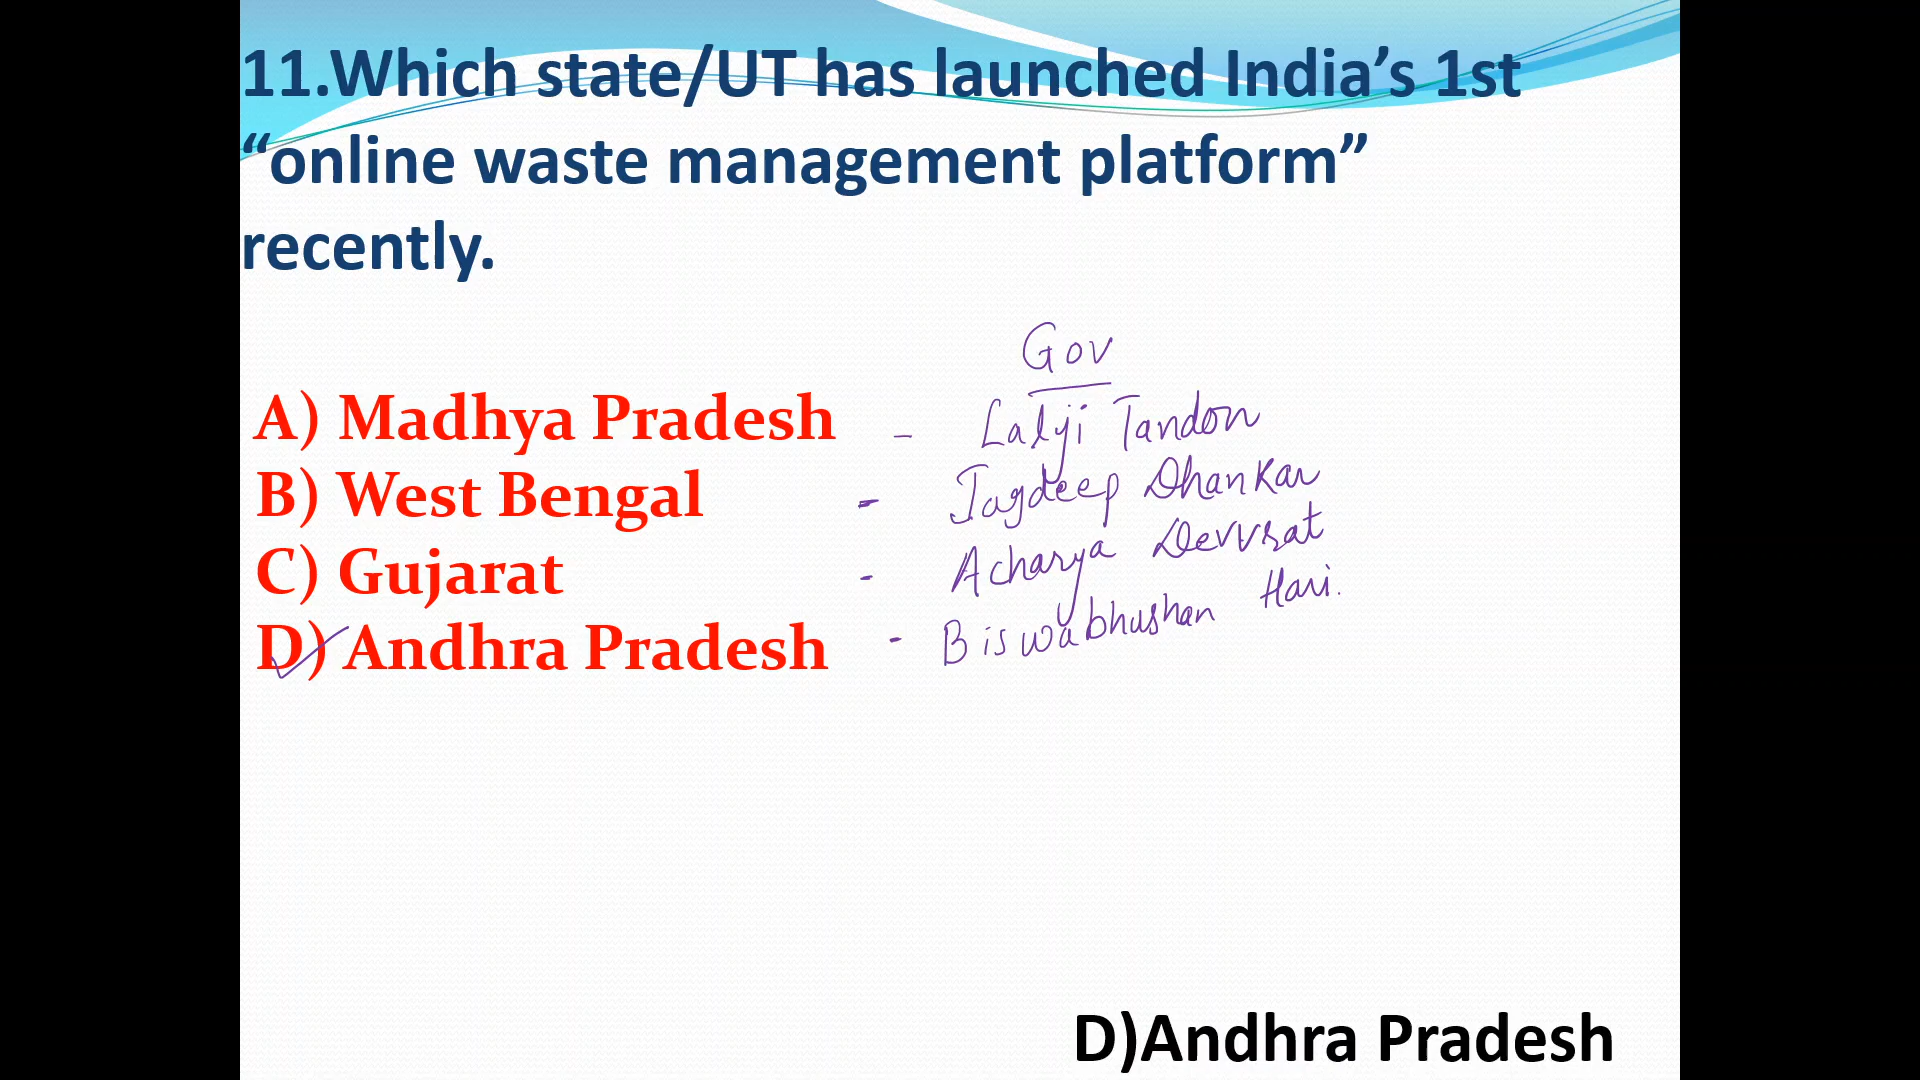 11.Which state/UT has launched India’s 1st
“online waste management platform”
recently.
Gov
A) Madhya Pradesh - Lalji Tandon
B) West Bengal - Jagdeep Dhankar
C) Gujarat - Acharya Devvrat
D) Andhra Pradesh - Biswabhushan Hari.
D)Andhra Pradesh